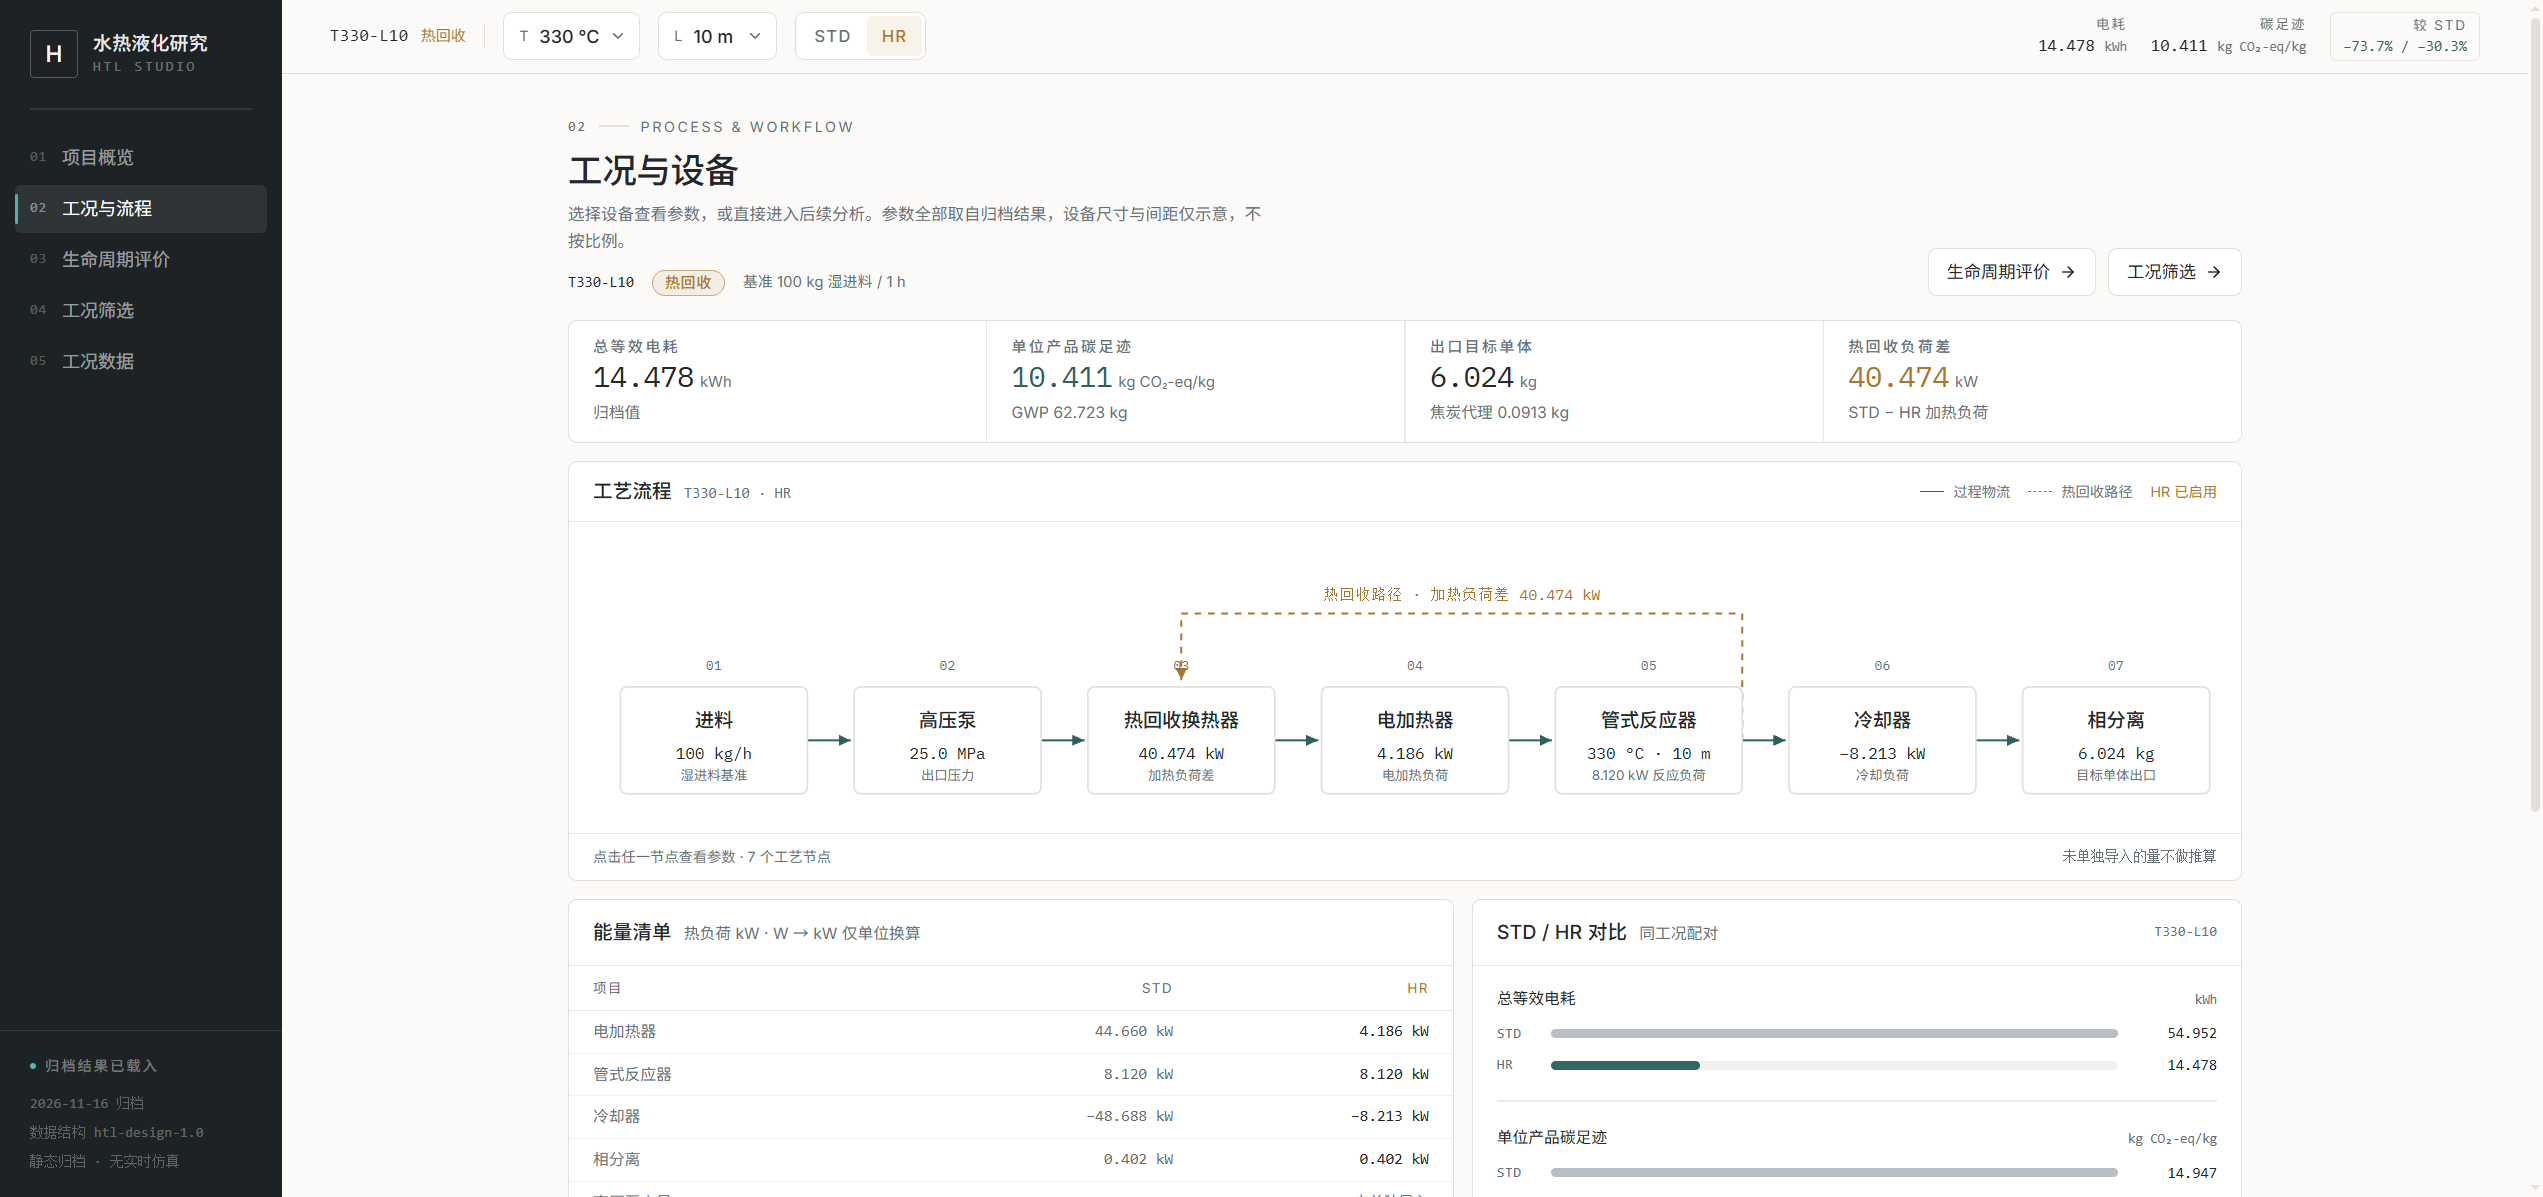 H
水热液化研究
HTL STUDIO
01 项目概览
02 工况与流程
03 生命周期评价
04 工况筛选
05 工况数据
归档结果已载入
2026-11-16 归档
数据结构 htl-design-1.0
静态归档 · 无实时仿真
T330-L10 热回收
T 330 °C
L 10 m
STD HR
电耗
14.478 kWh
碳足迹
10.411 kg CO₂-eq/kg
较 STD
−73.7% / −30.3%
02 PROCESS & WORKFLOW
工况与设备
选择设备查看参数，或直接进入后续分析。参数全部取自归档结果，设备尺寸与间距仅示意，不
按比例。
T330-L10 热回收 基准 100 kg 湿进料 / 1 h
生命周期评价 →
工况筛选 →
总等效电耗
14.478 kWh
归档值
单位产品碳足迹
10.411 kg CO₂-eq/kg
GWP 62.723 kg
出口目标单体
6.024 kg
焦炭代理 0.0913 kg
热回收负荷差
40.474 kW
STD − HR 加热负荷
工艺流程 T330-L10 · HR
过程物流 热回收路径 HR 已启用
热回收路径 · 加热负荷差 40.474 kW
01 02 03 04 05 06 07
进料
100 kg/h
湿进料基准
高压泵
25.0 MPa
出口压力
热回收换热器
40.474 kW
加热负荷差
电加热器
4.186 kW
电加热负荷
管式反应器
330 °C · 10 m
8.120 kW 反应负荷
冷却器
−8.213 kW
冷却负荷
相分离
6.024 kg
目标单体出口
点击任一节点查看参数 · 7 个工艺节点
未单独导入的量不做推算
能量清单 热负荷 kW · W → kW 仅单位换算
项目 STD HR
电加热器 44.660 kW 4.186 kW
管式反应器 8.120 kW 8.120 kW
冷却器 −48.688 kW −8.213 kW
相分离 0.402 kW 0.402 kW
STD / HR 对比 同工况配对 T330-L10
总等效电耗 kWh
STD 54.952
HR 14.478
单位产品碳足迹 kg CO₂-eq/kg
STD 14.947